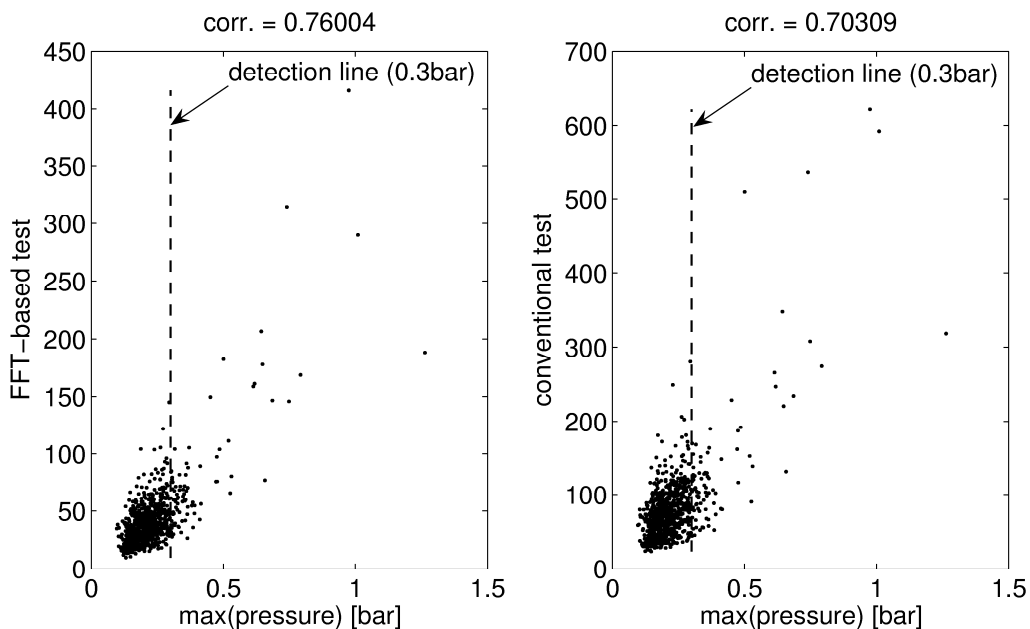 corr. = 0.76004
450
400
350
300
250
200
150
100
50
0
FFT−based test
detection line (0.3bar)
0 0.5 1 1.5
max(pressure) [bar]
corr. = 0.70309
700
600
500
400
300
200
100
0
conventional test
detection line (0.3bar)
0 0.5 1 1.5
max(pressure) [bar]